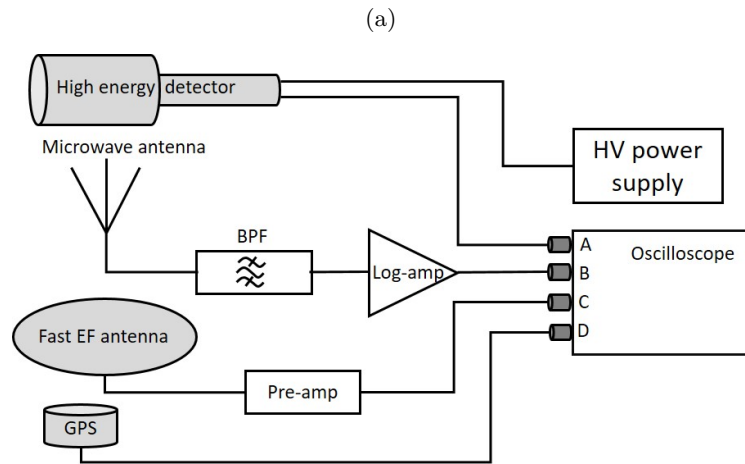 (a)
High energy detector
Microwave antenna
HV power
supply
BPF
Log-amp
A
Oscilloscope
B
C
D
Fast EF antenna
Pre-amp
GPS